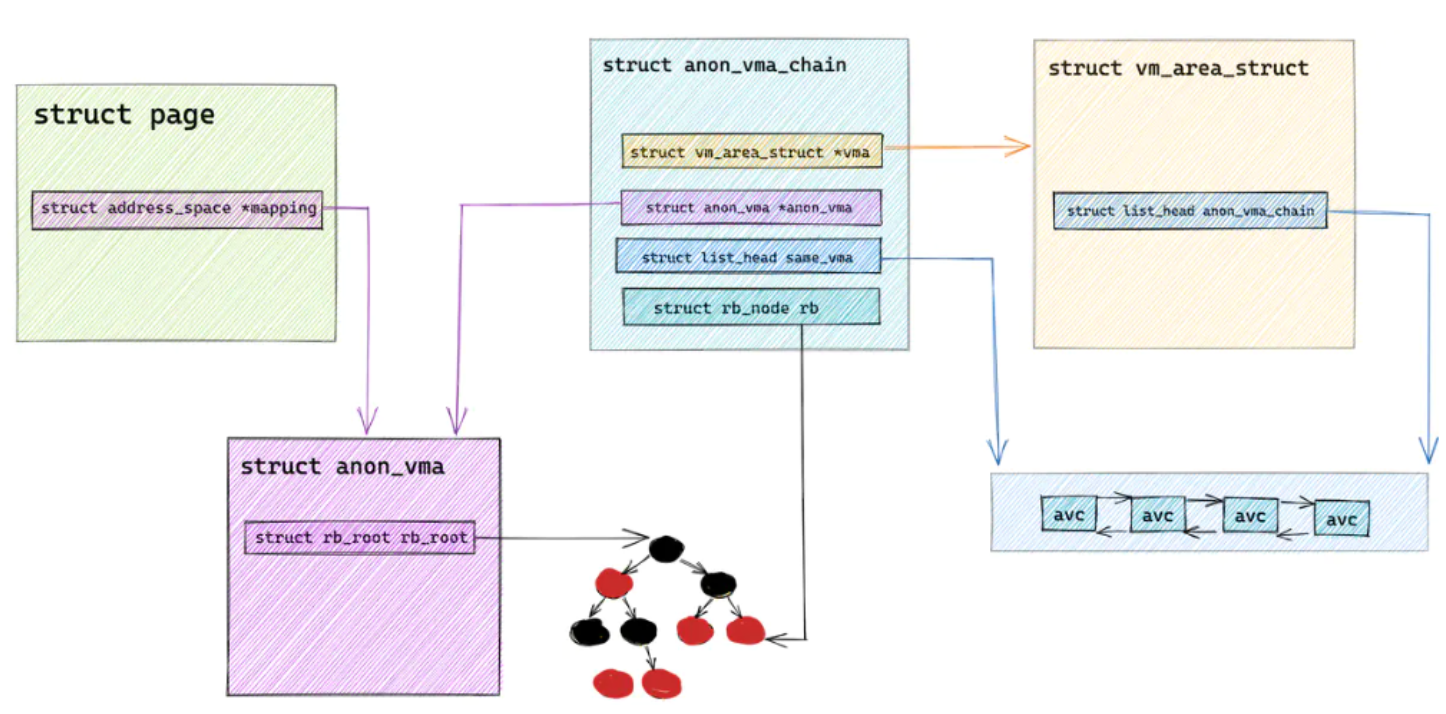 struct page
struct address_space *mapping
struct anon_vma_chain
struct vm_area_struct *vma
struct anon_vma *anon_vma
struct list_head same_vma
struct rb_node rb
struct vm_area_struct
struct list_head anon_vma_chain
struct anon_vma
struct rb_root rb_root
avc
avc
avc
avc